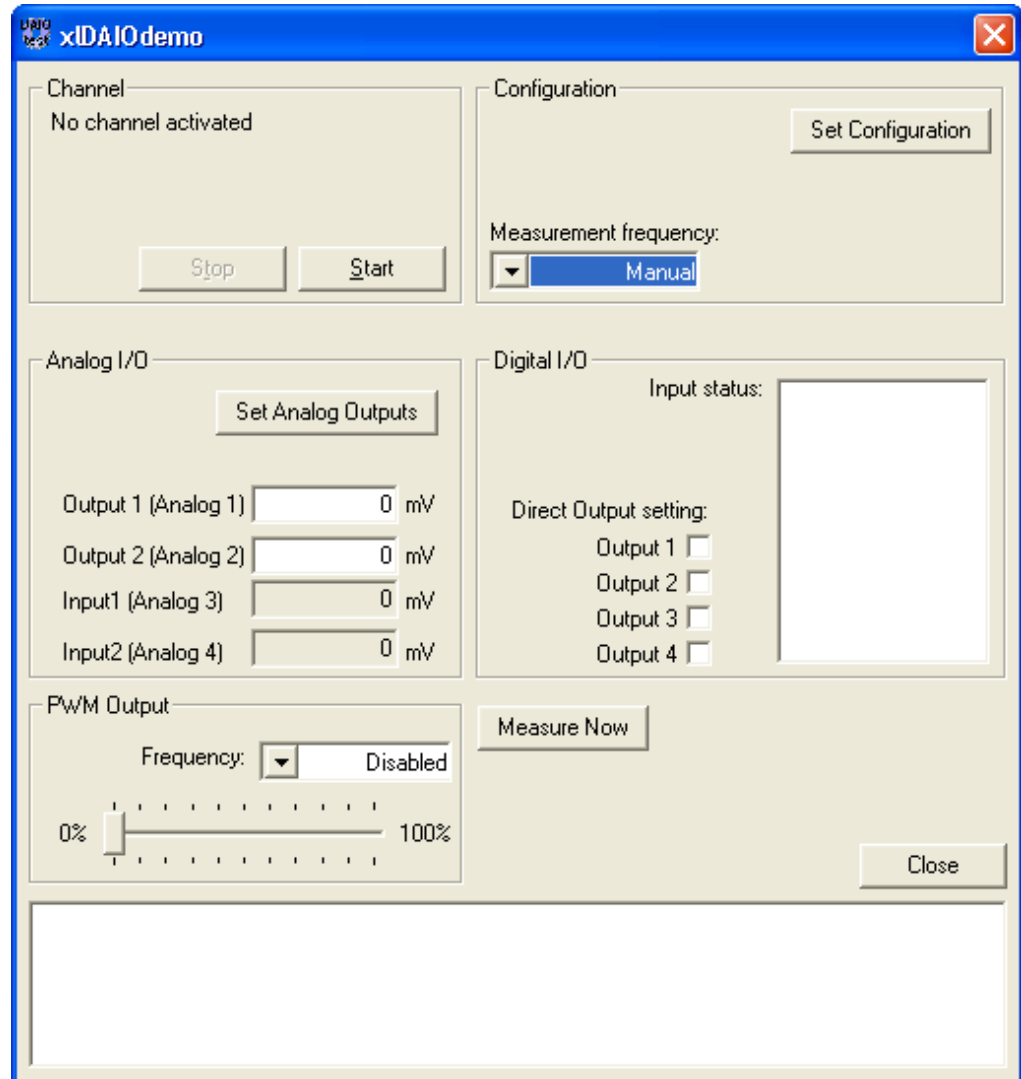 DAIO
test
xlDAIOdemo
Channel
No channel activated
Stop
Start
Configuration
Set Configuration
Measurement frequency:
Manual
Analog I/O
Set Analog Outputs
Output 1 (Analog 1) 0 mV
Output 2 (Analog 2) 0 mV
Input1 (Analog 3) 0 mV
Input2 (Analog 4) 0 mV
Digital I/O
Input status:
Direct Output setting:
Output 1
Output 2
Output 3
Output 4
PWM Output
Frequency: Disabled
0% 100%
Measure Now
Close